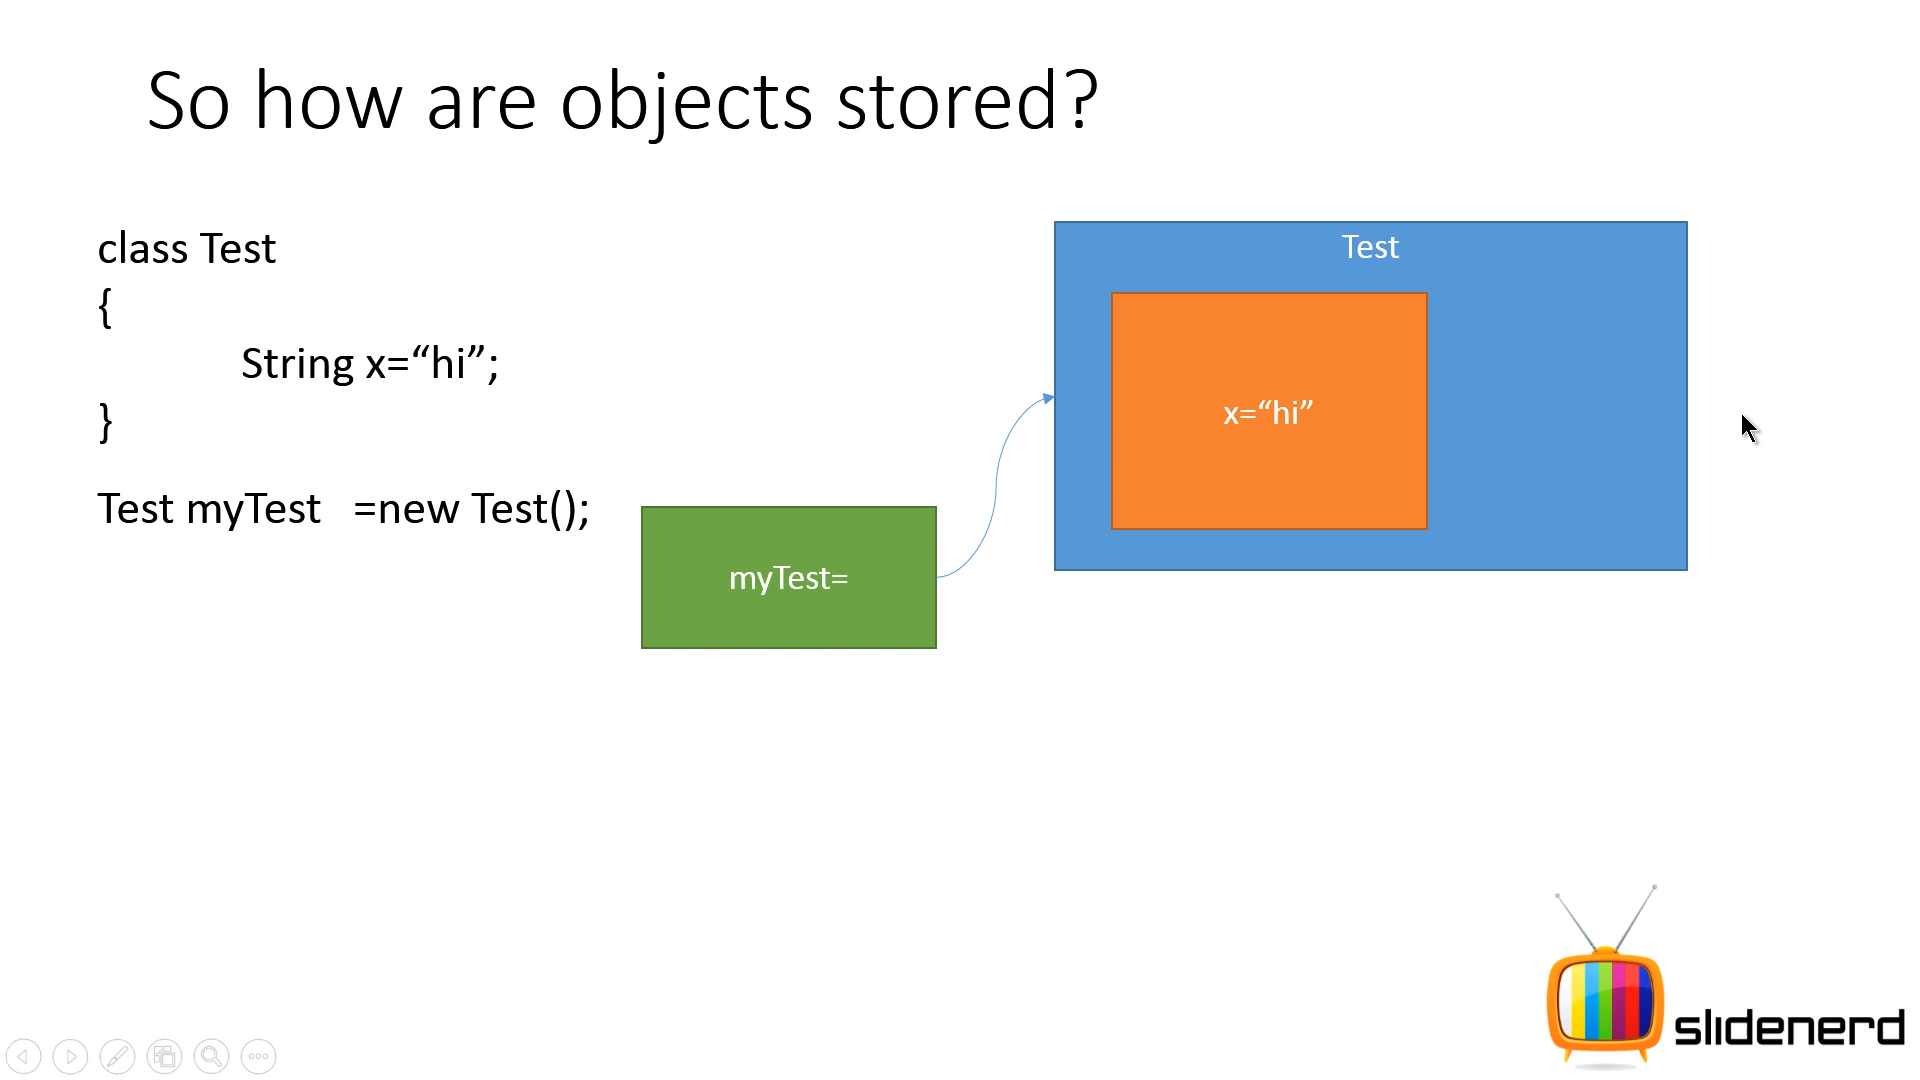 So how are objects stored?
class Test
{
String x=“hi”;
}
Test myTest   =new Test();
Test
x=“hi”
myTest=
slidenerd